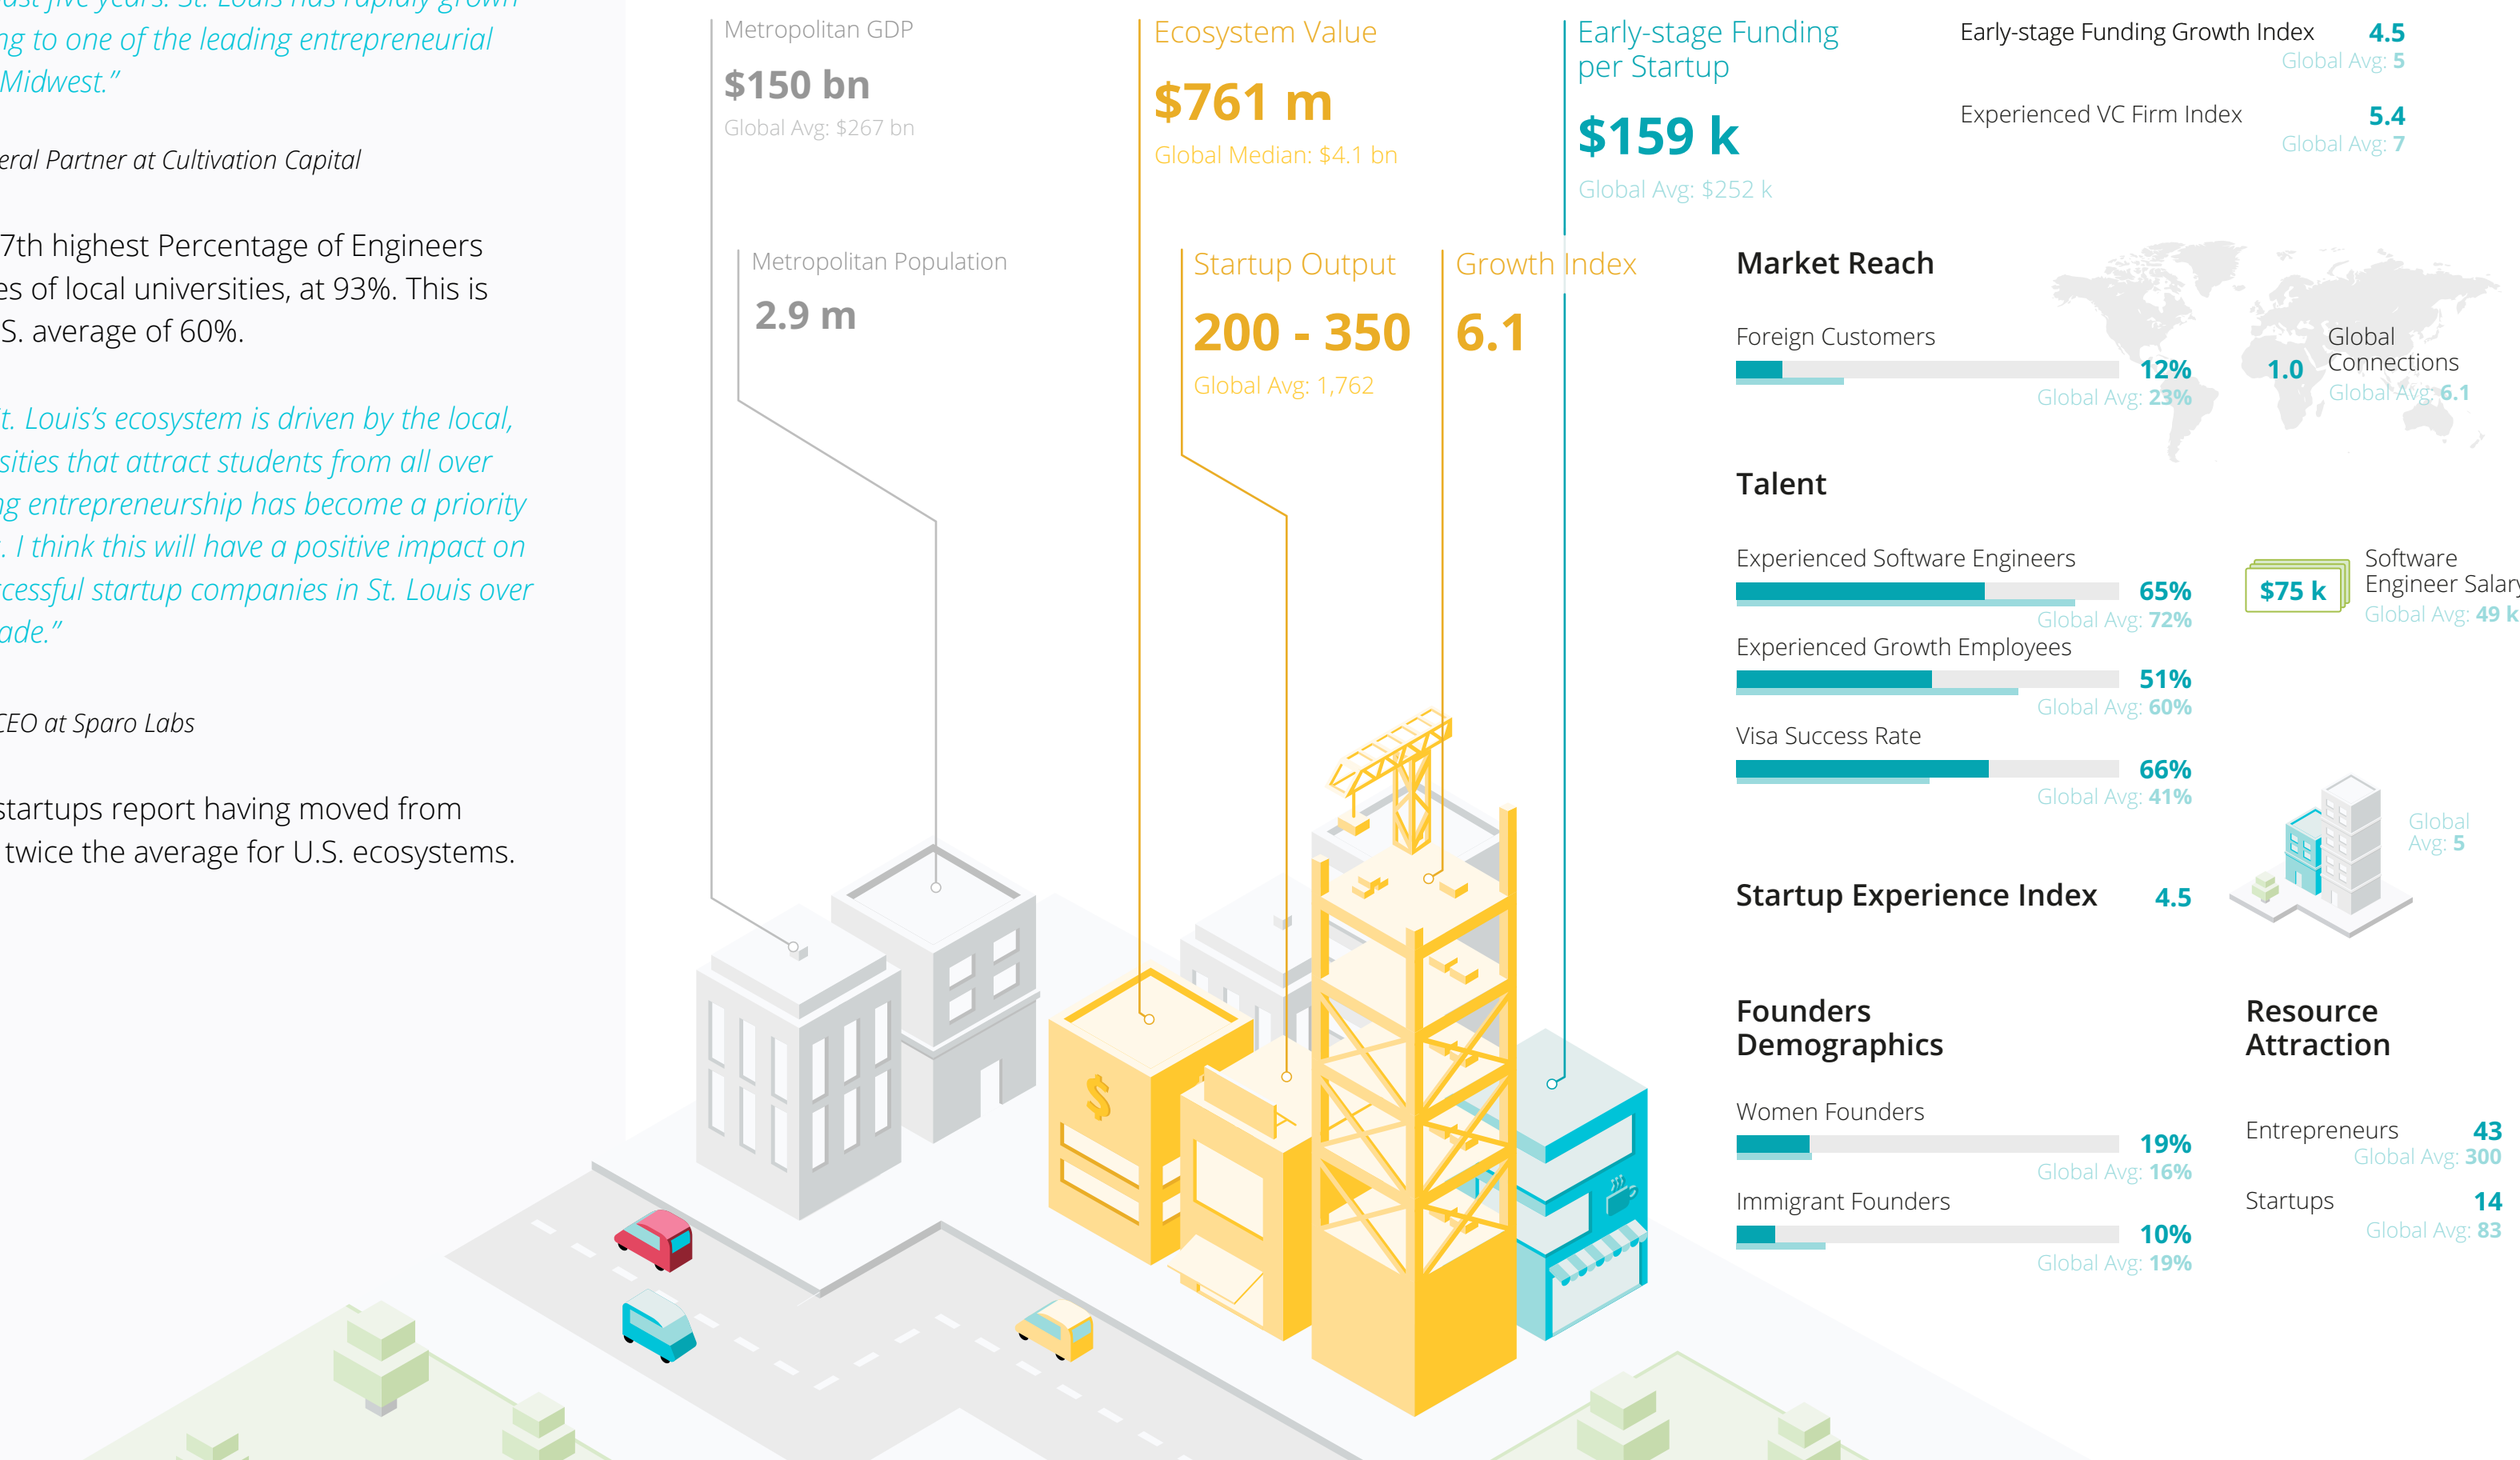 ast five years. St. Louis has rapidly grown
ng to one of the leading entrepreneurial
Midwest.”
eral Partner at Cultivation Capital
7th highest Percentage of Engineers
es of local universities, at 93%. This is
S. average of 60%.
t. Louis’s ecosystem is driven by the local,
sities that attract students from all over
ng entrepreneurship has become a priority
. I think this will have a positive impact on
ccessful startup companies in St. Louis over
ade.”
CEO at Sparo Labs
startups report having moved from
twice the average for U.S. ecosystems.
Metropolitan GDP
$150 bn
Global Avg: $267 bn
Metropolitan Population
2.9 m
Ecosystem Value
$761 m
Global Median: $4.1 bn
Startup Output
200 - 350
Global Avg: 1,762
Growth Index
6.1
Early-stage Funding
per Startup
$159 k
Global Avg: $252 k
Early-stage Funding Growth Index 4.5
Global Avg: 5
Experienced VC Firm Index 5.4
Global Avg: 7
Market Reach
Foreign Customers
12%
Global Avg: 23%
1.0
Global
Connections
Global Avg: 6.1
Talent
Experienced Software Engineers
65%
Global Avg: 72%
Experienced Growth Employees
51%
Global Avg: 60%
Visa Success Rate
66%
Global Avg: 41%
$75 k
Software
Engineer Salary
Global Avg: 49 k
Startup Experience Index 4.5
Global
Avg: 5
Founders
Demographics
Women Founders
19%
Global Avg: 16%
Immigrant Founders
10%
Global Avg: 19%
Resource
Attraction
Entrepreneurs 43
Global Avg: 300
Startups 14
Global Avg: 83
$